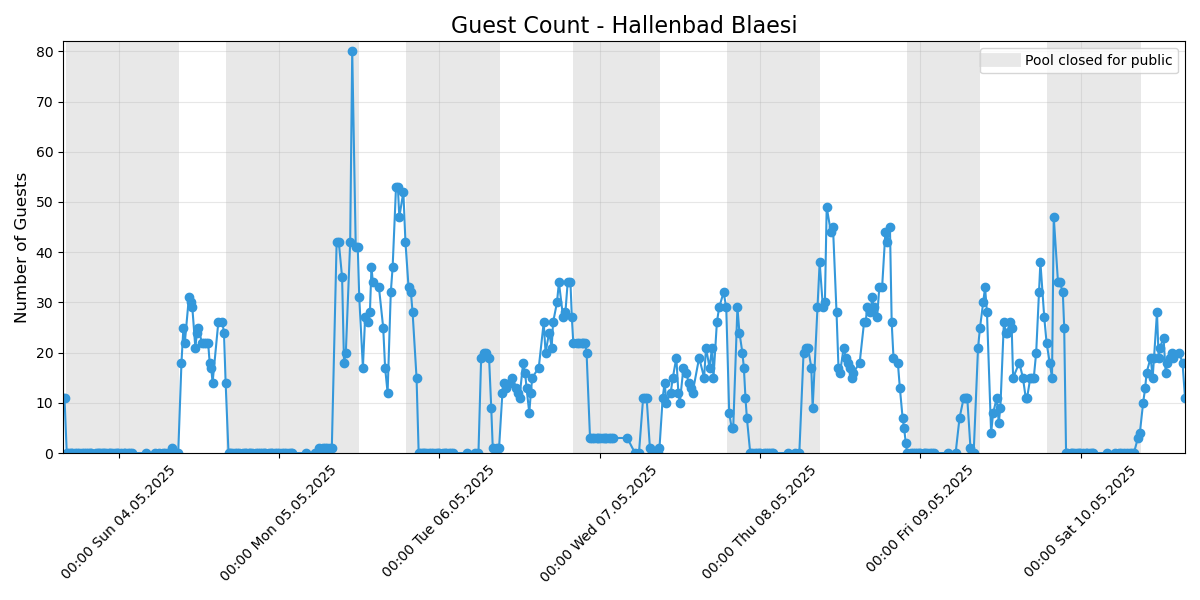 Guest Count - Hallenbad Blaesi
Pool closed for public
Number of Guests
80
70
60
50
40
30
20
10
0
00:00 Sun 04.05.2025
00:00 Mon 05.05.2025
00:00 Tue 06.05.2025
00:00 Wed 07.05.2025
00:00 Thu 08.05.2025
00:00 Fri 09.05.2025
00:00 Sat 10.05.2025